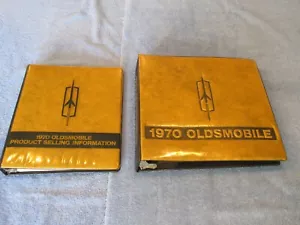 1970 OLDSMOBILE
PRODUCT SELLING INFORMATION
1970 OLDSMOBILE